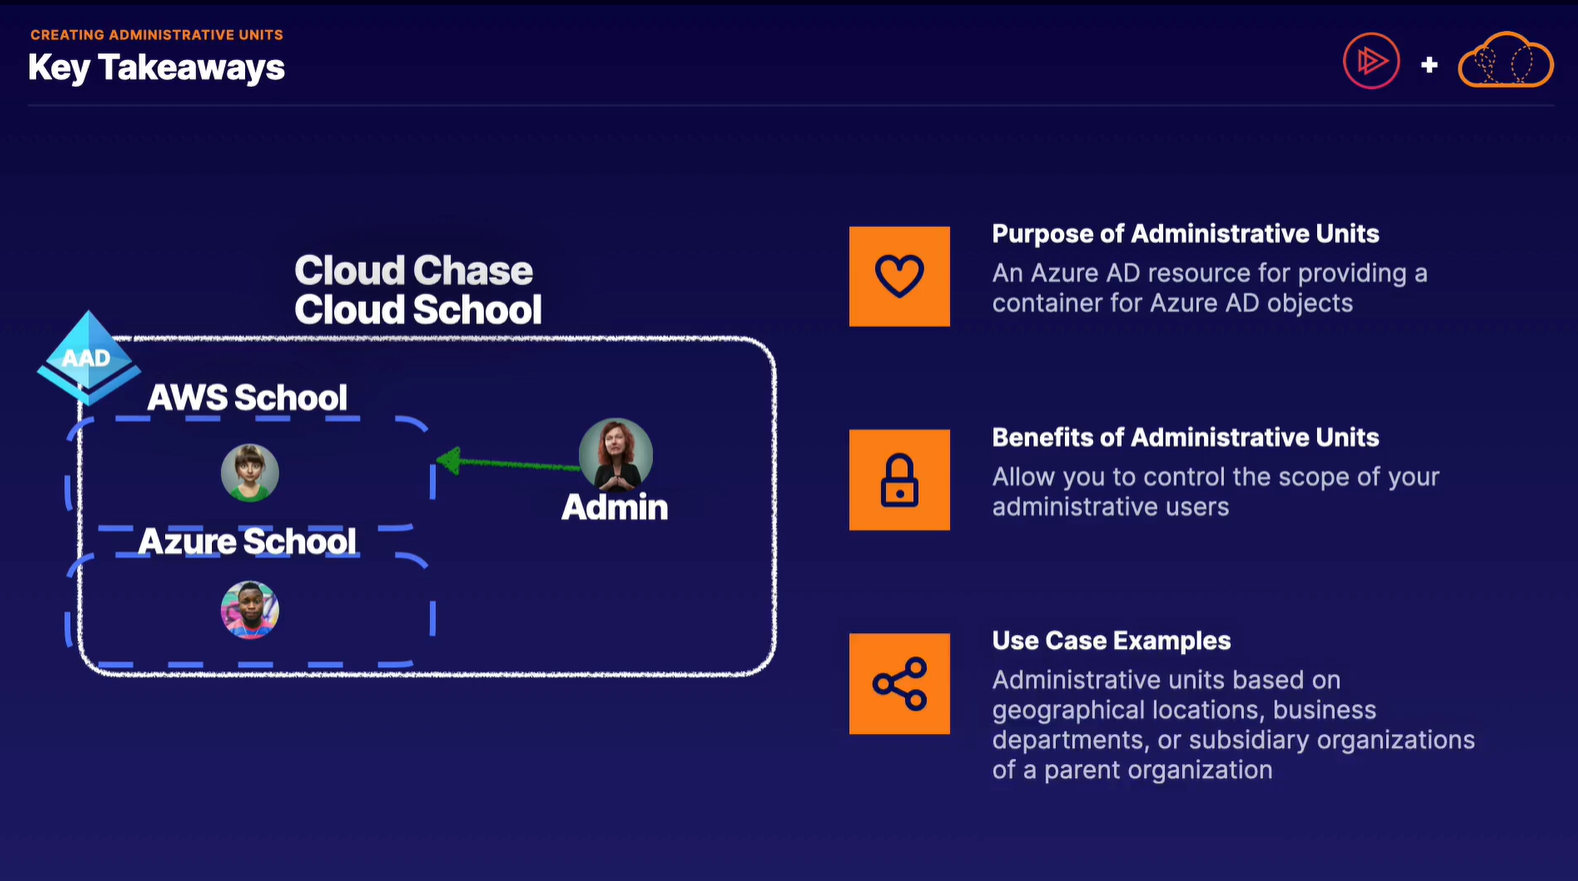 CREATING ADMINISTRATIVE UNITS
Key Takeaways
+
Cloud Chase
Cloud School
AAD
AWS School
Admin
Azure School
Purpose of Administrative Units
An Azure AD resource for providing a
container for Azure AD objects
Benefits of Administrative Units
Allow you to control the scope of your
administrative users
Use Case Examples
Administrative units based on
geographical locations, business
departments, or subsidiary organizations
of a parent organization